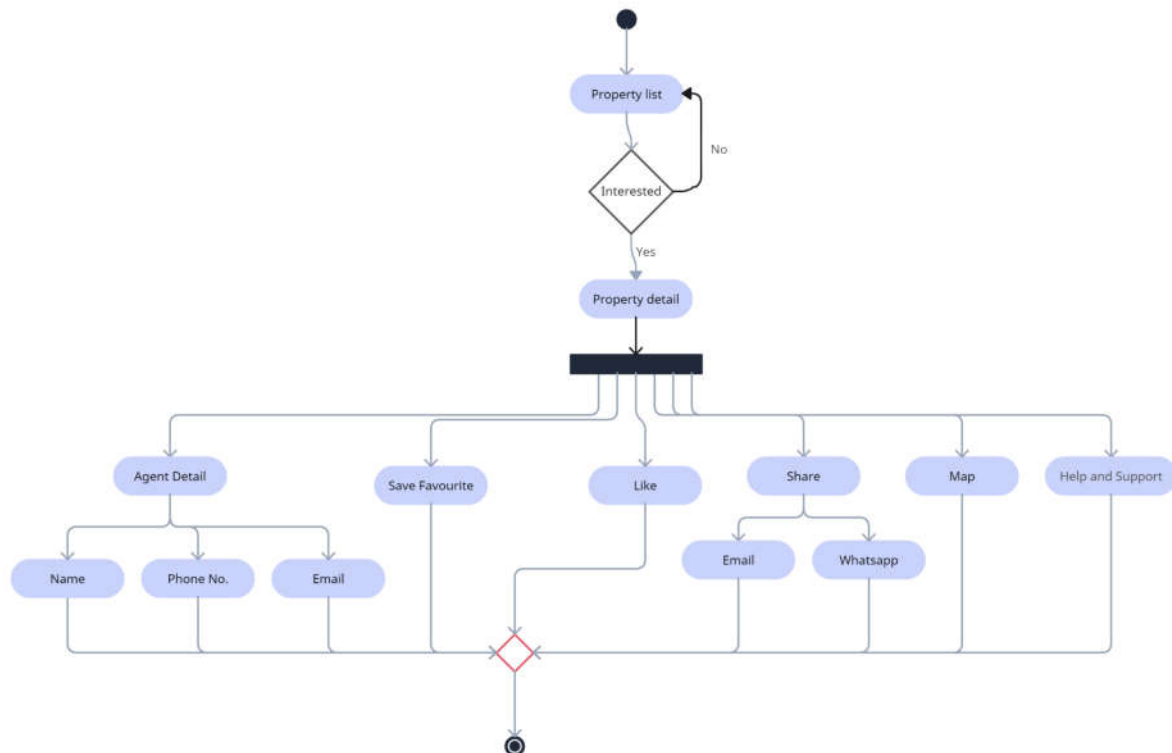 Property list
No
Interested
Yes
Property detail
Agent Detail
Save Favourite
Like
Share
Map
Help and Support
Name
Phone No.
Email
Email
Whatsapp